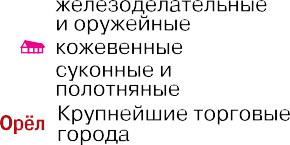 железоделательные
и оружейные
кожевенные
суконные и
полотняные
Орёл Крупнейшие торговые
города